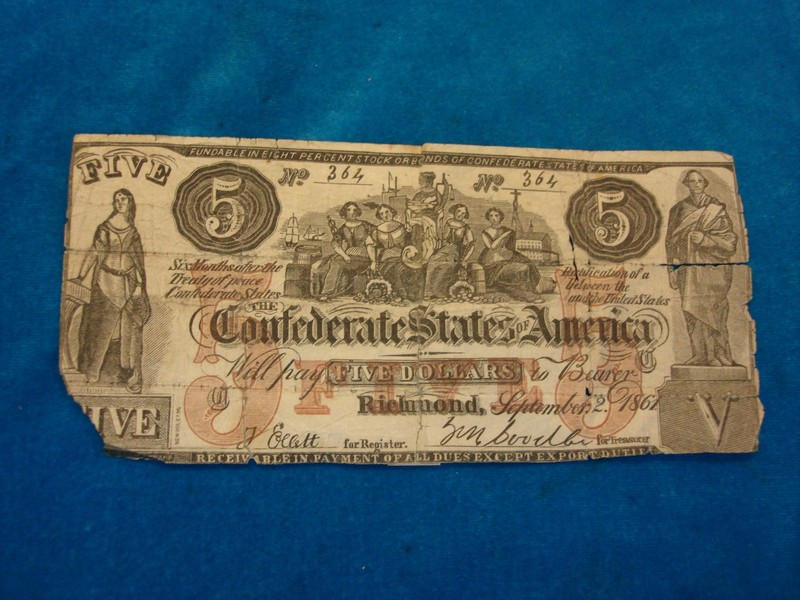 FUNDABLE IN EIGHT PER CENT STOCK OR BONDS OF CONFEDERATE STATES OF AMERICA
FIVE
5
No 364
No 364
5
Six Months after the
Treaty of peace
Confederate States
Ratification of a
between the
and the United States
THE
Confederate States OF America
Will pay FIVE DOLLARS to Bearer
Richmond, September 2. 1861
C
C
FIVE
for Register.
for Treasurer
V
RECEIVABLE IN PAYMENT OF ALL DUES EXCEPT EXPORT DUTIES